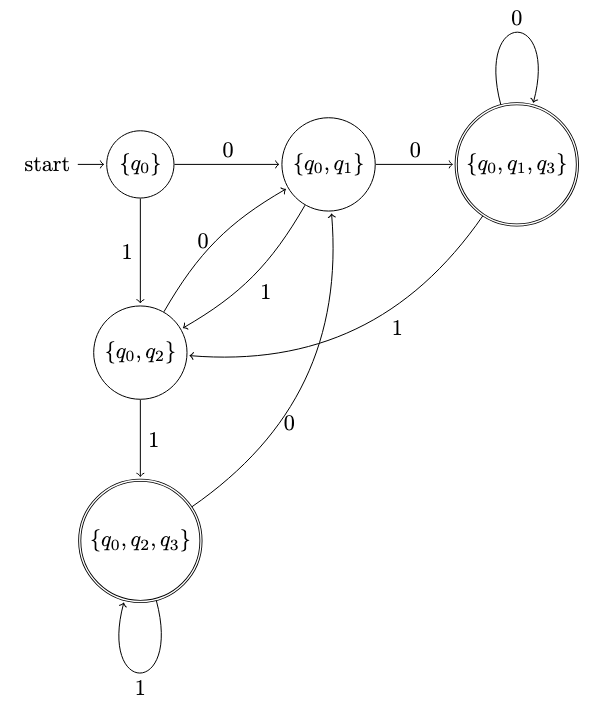 0
0
0
start
{q₀}
{q₀, q₁}
{q₀, q₁, q₃}
1
0
1
1
{q₀, q₂}
0
1
{q₀, q₂, q₃}
1